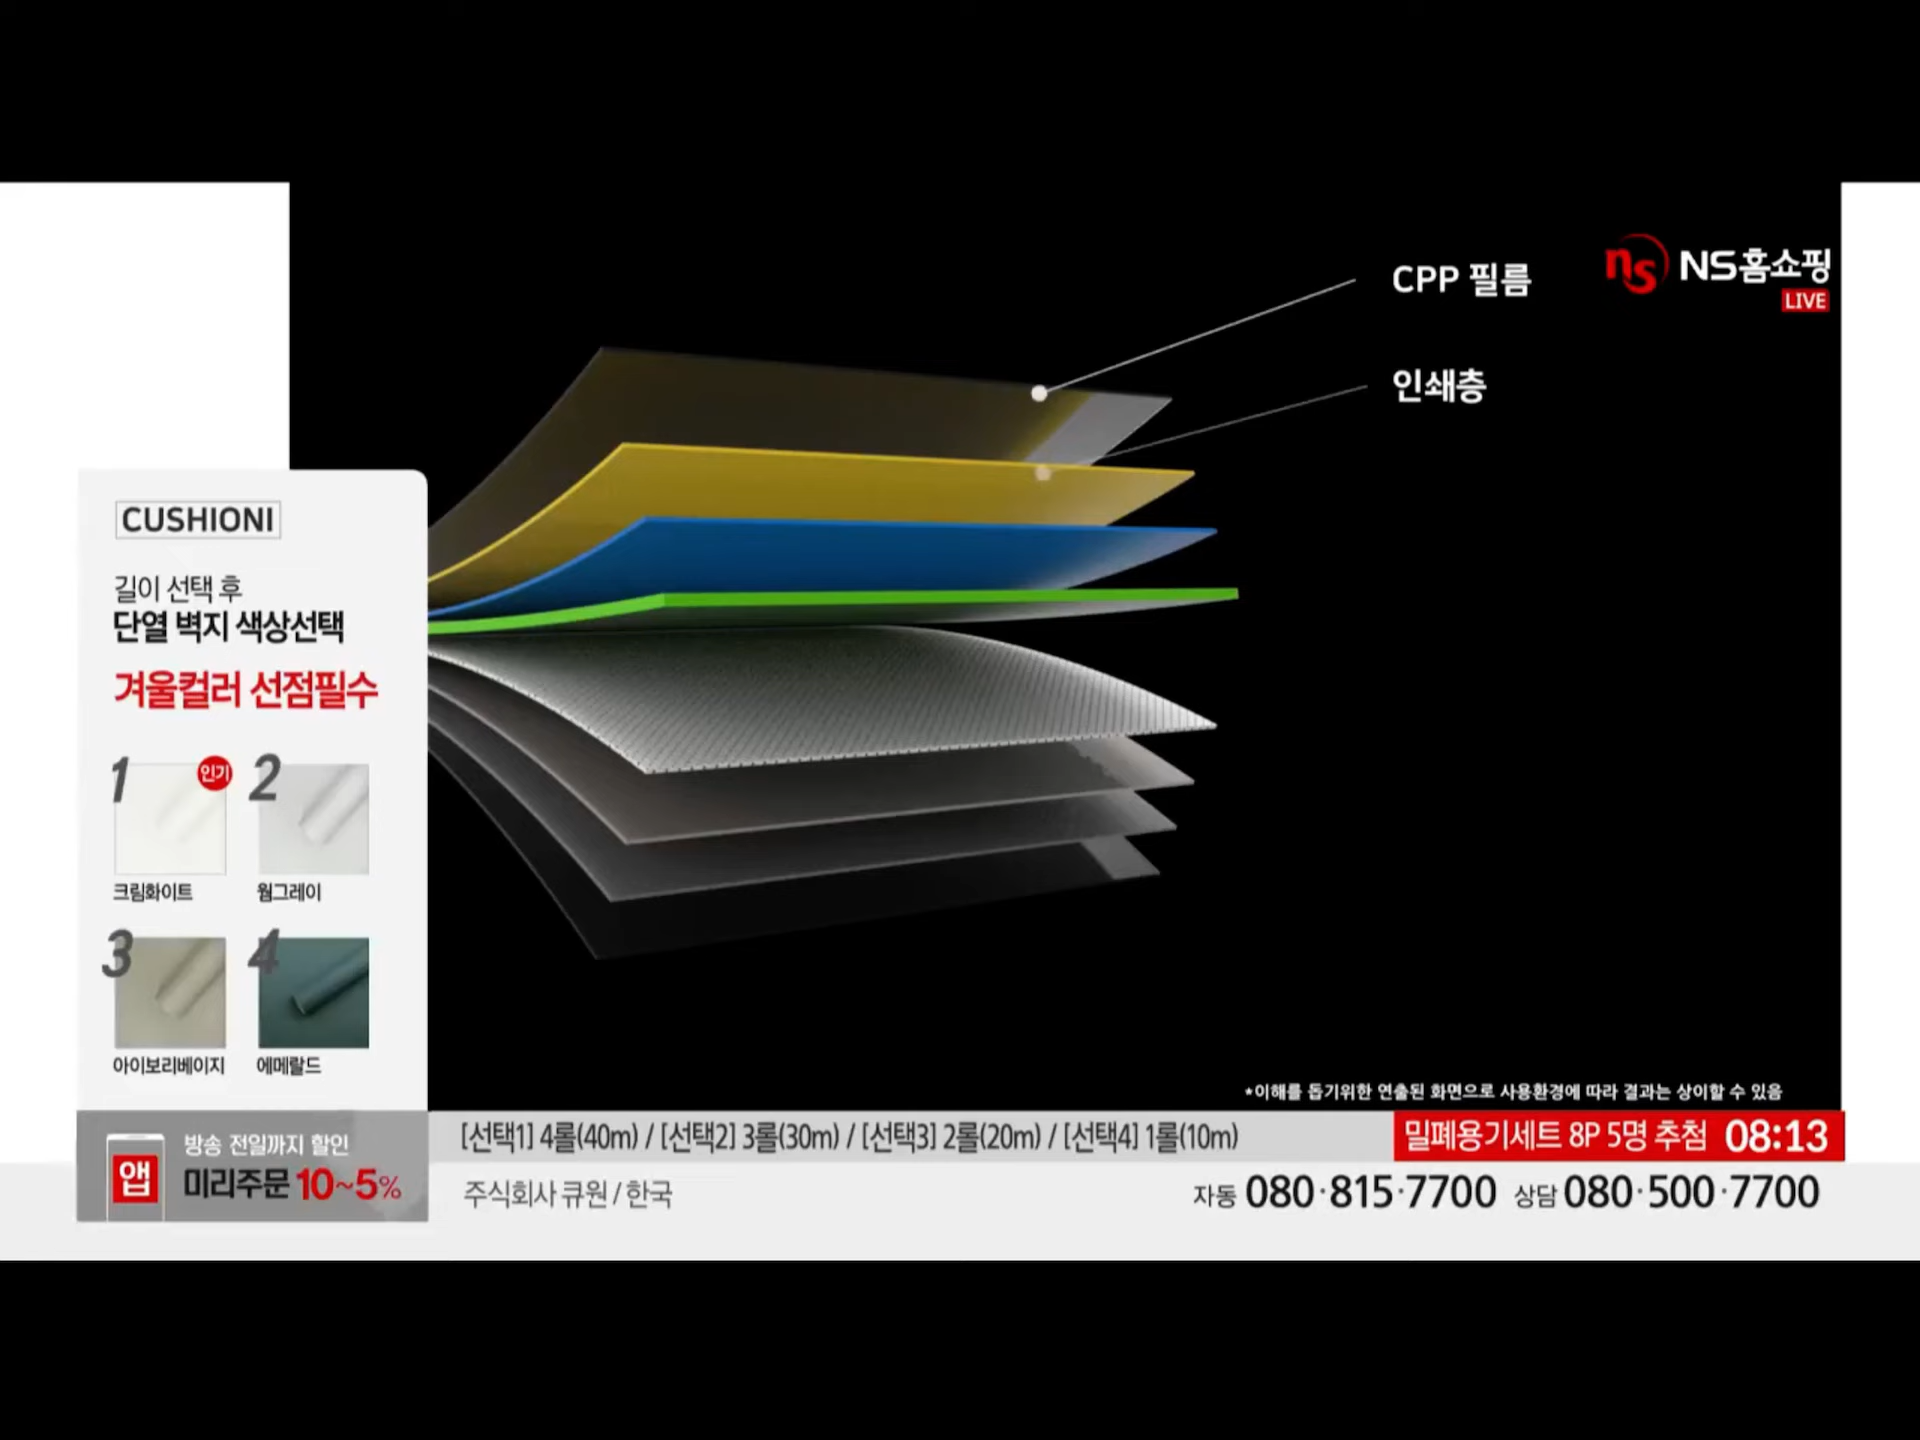 CPP 필름
ns NS홈쇼핑
LIVE
인쇄층
CUSHIONI
길이 선택 후
단열 벽지 색상선택
겨울컬러 선점필수
1 인기 2
크림화이트 웜그레이
3 4
아이보리베이지 에메랄드
*이해를 돕기위한 연출된 화면으로 사용환경에 따라 결과는 상이할 수 있음
앱 방송 전일까지 할인
미리주문 10~5%
[선택1] 4롤(40m) / [선택2] 3롤(30m) / [선택3] 2롤(20m) / [선택4] 1롤(10m)
밀폐용기세트 8P 5명 추첨 08:13
주식회사 큐원 / 한국
자동 080·815·7700 상담 080·500·7700